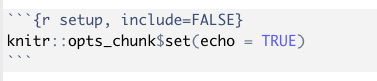 ```{r setup, include=FALSE}
knitr::opts_chunk$set(echo = TRUE)
```